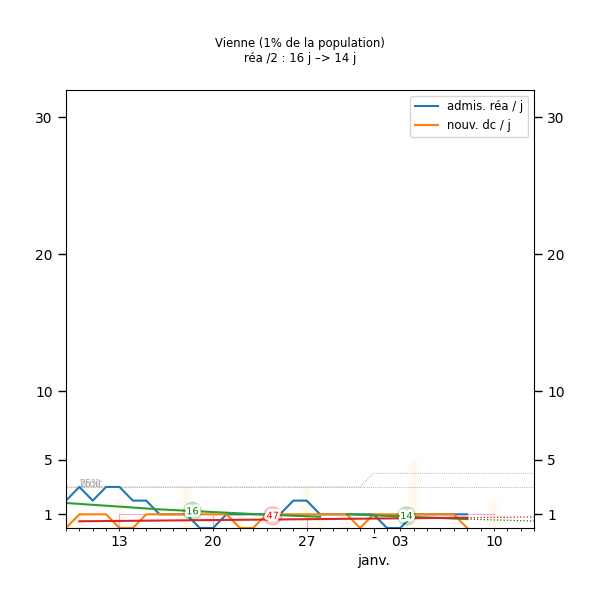 Vienne (1% de la population)
réa /2 : 16 j –> 14 j
admis. réa / j
nouv. dc / j
30 30
20 20
10 10
5 5
1 1
16 47 14
13 20 27 - 03 10
janv.